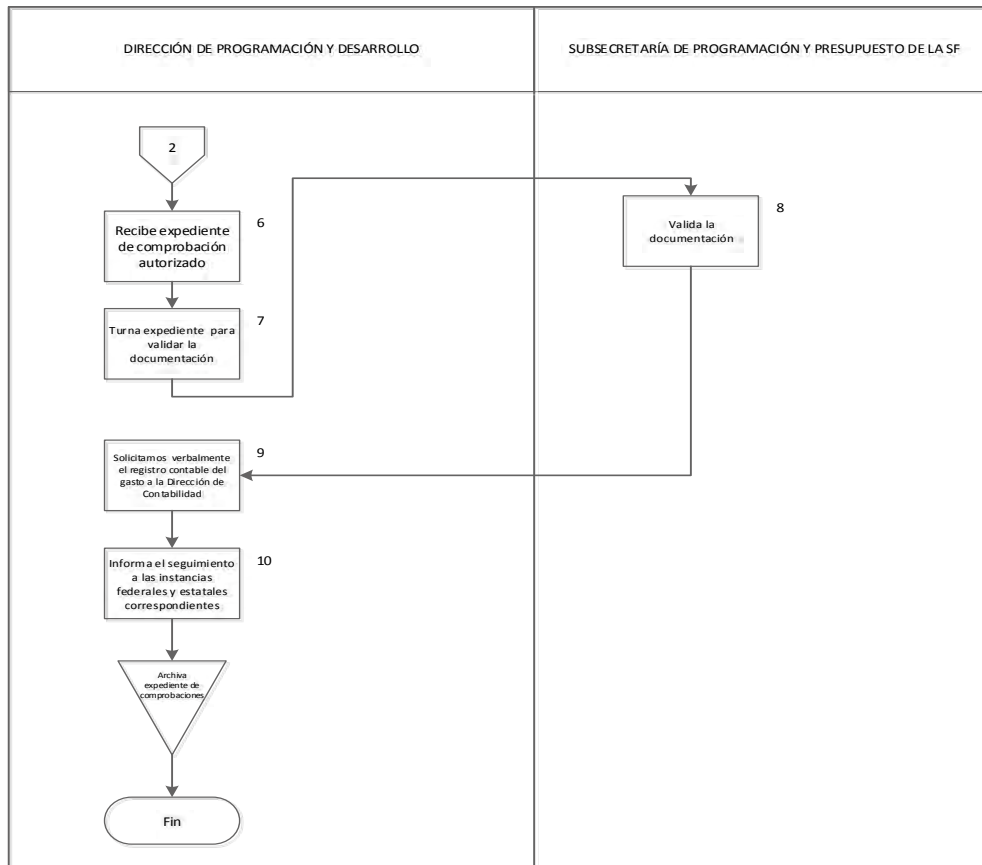 DIRECCIÓN DE PROGRAMACIÓN Y DESARROLLO
SUBSECRETARÍA DE PROGRAMACIÓN Y PRESUPUESTO DE LA SF
2
Recibe expediente
de comprobación
autorizado
6
Turna expediente para
validar la
documentación
7
Valida la
documentación
8
Solicitamos verbalmente
el registro contable del
gasto a la Dirección de
Contabilidad
9
Informa el seguimiento
a las instancias
federales y estatales
correspondientes
10
Archiva
expediente de
comprobaciones
Fin